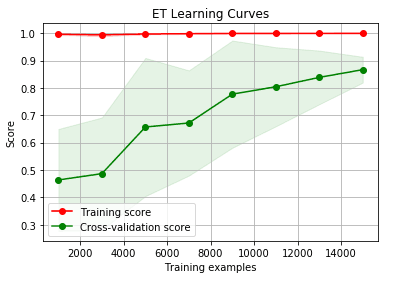 ET Learning Curves
Score
1.0
0.9
0.8
0.7
0.6
0.5
0.4
0.3
Training score
Cross-validation score
2000 4000 6000 8000 10000 12000 14000
Training examples